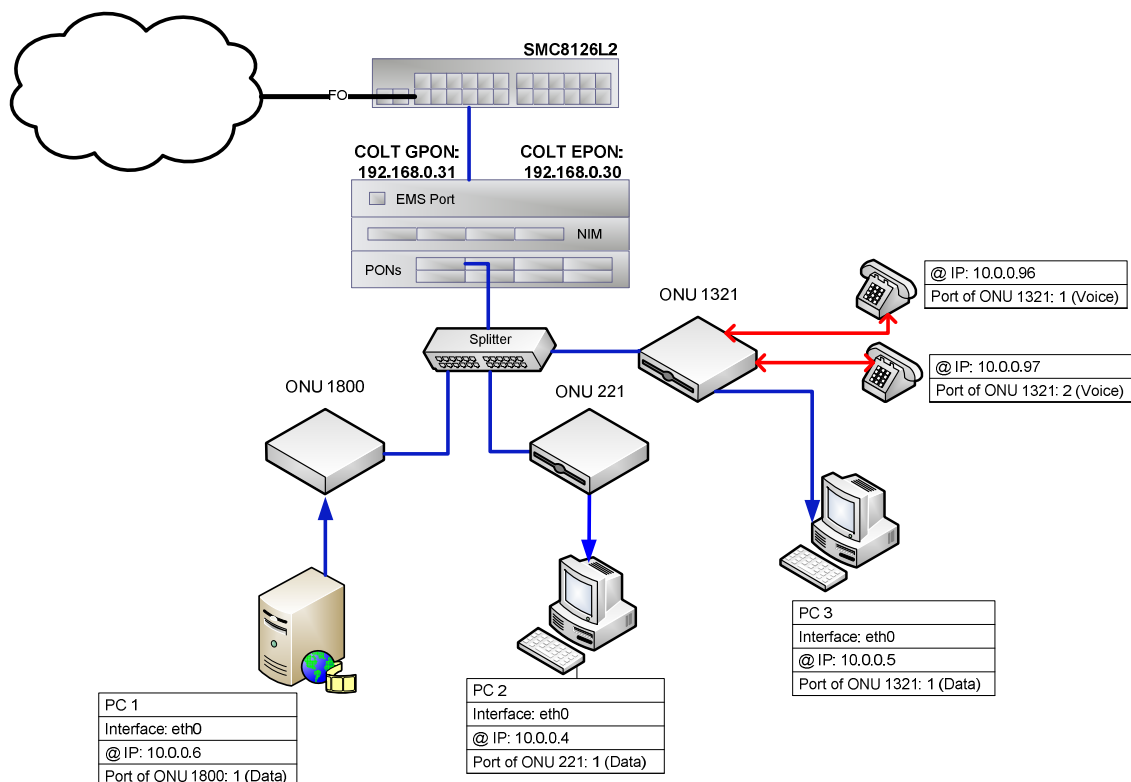 SMC8126L2
FO
COLT GPON:
192.168.0.31
COLT EPON:
192.168.0.30
EMS Port
NIM
PONs
ONU 1321
@ IP: 10.0.0.96
Port of ONU 1321: 1 (Voice)
Splitter
@ IP: 10.0.0.97
Port of ONU 1321: 2 (Voice)
ONU 1800
ONU 221
PC 3
Interface: eth0
@ IP: 10.0.0.5
Port of ONU 1321: 1 (Data)
PC 2
Interface: eth0
@ IP: 10.0.0.4
Port of ONU 221: 1 (Data)
PC 1
Interface: eth0
@ IP: 10.0.0.6
Port of ONU 1800: 1 (Data)